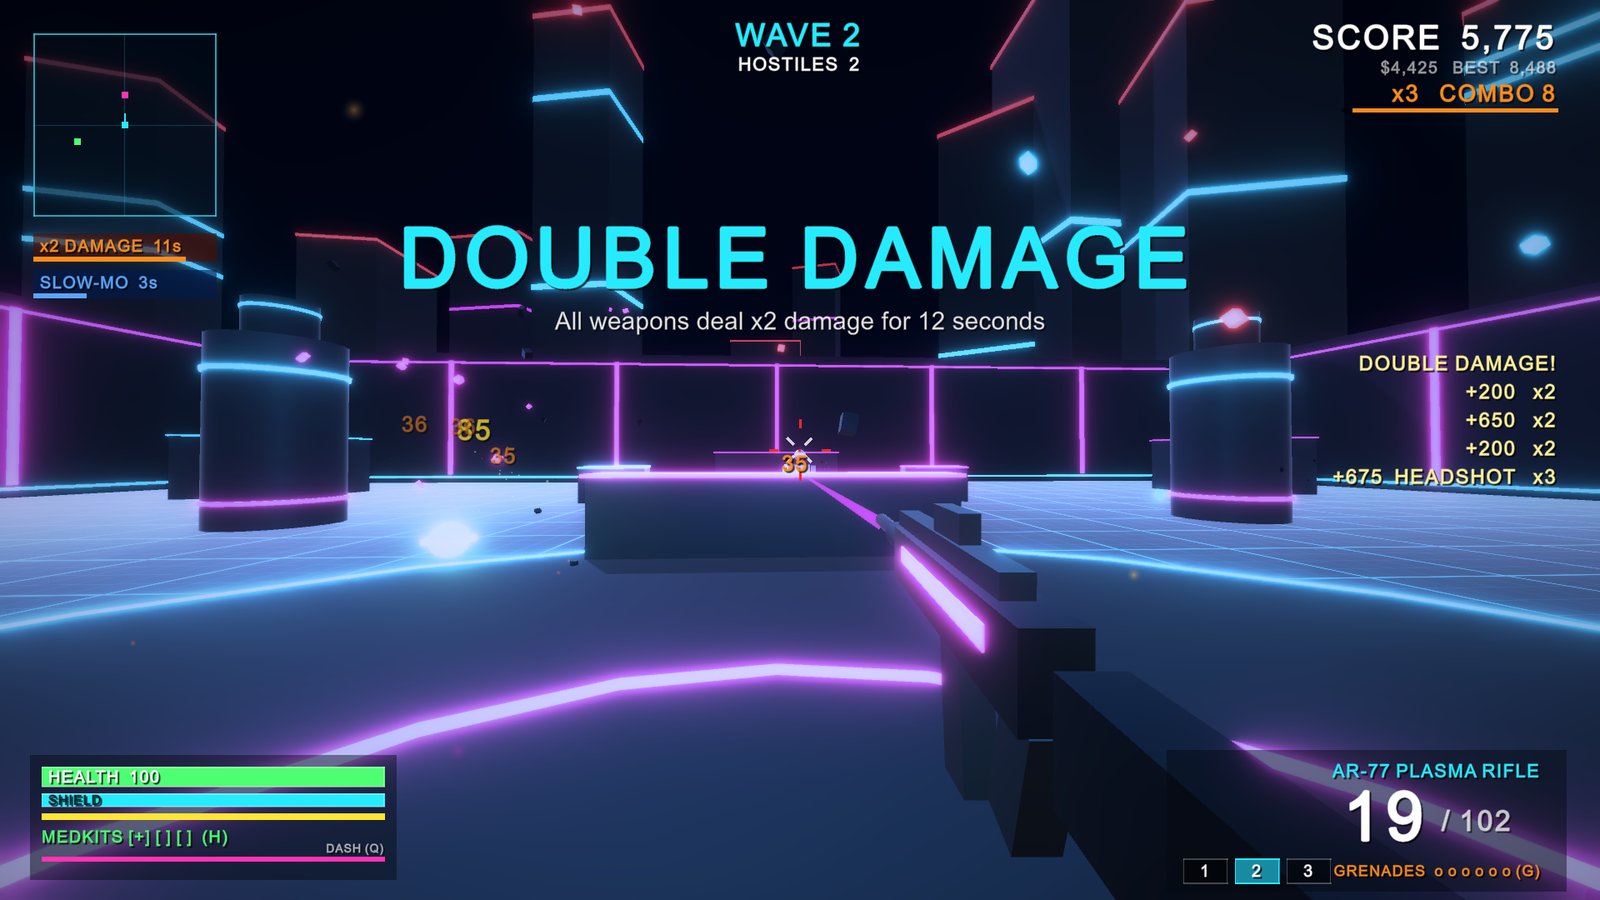 WAVE 2
HOSTILES 2
SCORE 5,775
$4,425 BEST 8,488
x3 COMBO 8
x2 DAMAGE 11s
SLOW-MO 3s
DOUBLE DAMAGE
All weapons deal x2 damage for 12 seconds
DOUBLE DAMAGE!
+200 x2
+650 x2
+200 x2
+675 HEADSHOT x3
36
85
35
35
HEALTH 100
SHIELD
MEDKITS [+] [ ] [ ] (H)
DASH (Q)
AR-77 PLASMA RIFLE
19 / 102
1 2 3 GRENADES o o o o o o (G)